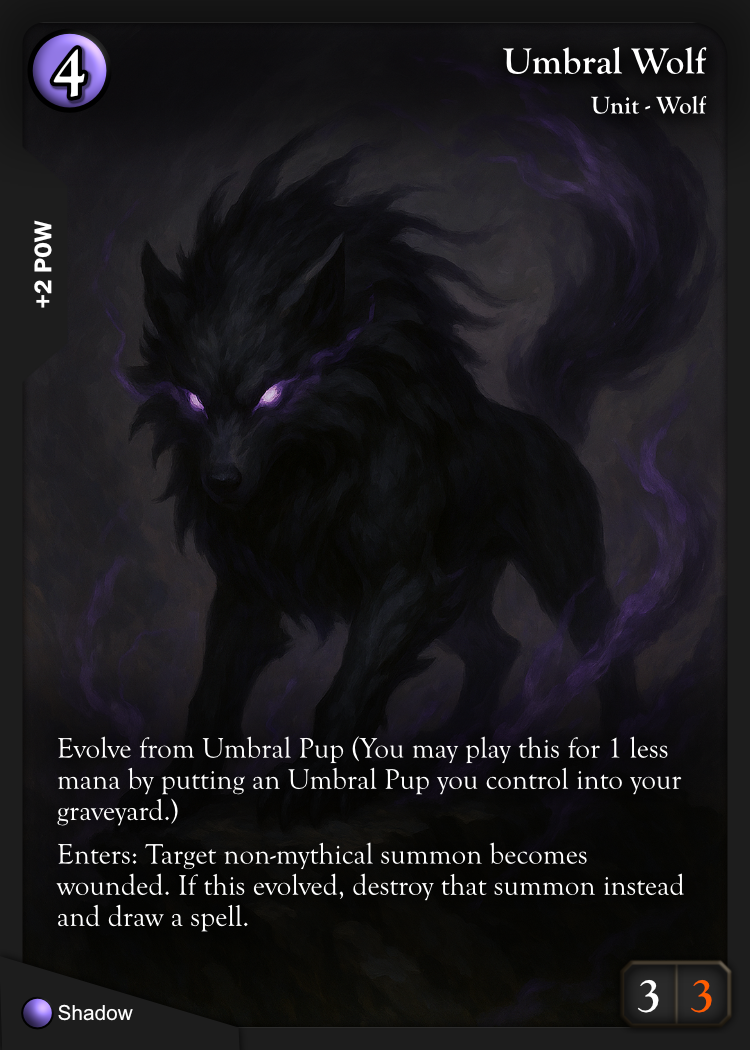 4
Umbral Wolf
Unit - Wolf
+2 POW
Evolve from Umbral Pup (You may play this for 1 less
mana by putting an Umbral Pup you control into your
graveyard.)
Enters: Target non-mythical summon becomes
wounded. If this evolved, destroy that summon instead
and draw a spell.
Shadow
3 3